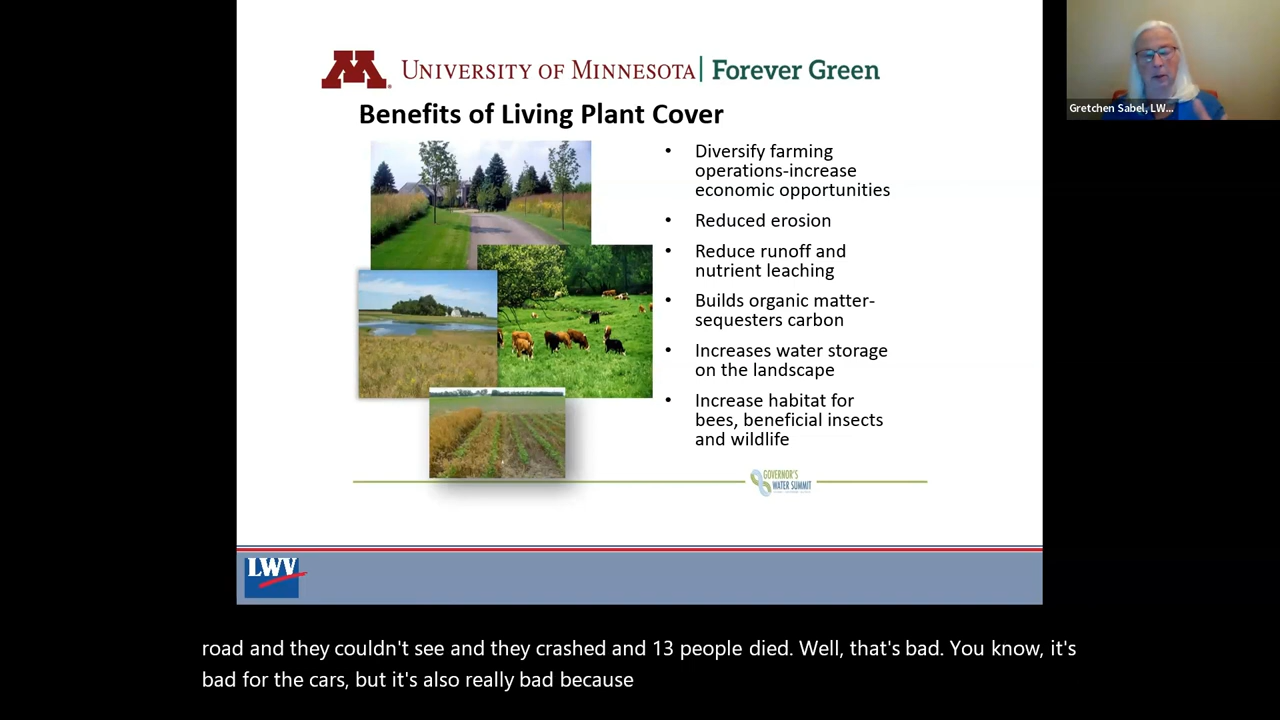 M UNIVERSITY OF MINNESOTA | Forever Green
Gretchen Sabel, LW...
Benefits of Living Plant Cover
• Diversify farming
operations-increase
economic opportunities
• Reduced erosion
• Reduce runoff and
nutrient leaching
• Builds organic matter-
sequesters carbon
• Increases water storage
on the landscape
• Increase habitat for
bees, beneficial insects
and wildlife
GOVERNOR'S
WATER SUMMIT
LWV
road and they couldn't see and they crashed and 13 people died. Well, that's bad. You know, it's
bad for the cars, but it's also really bad because